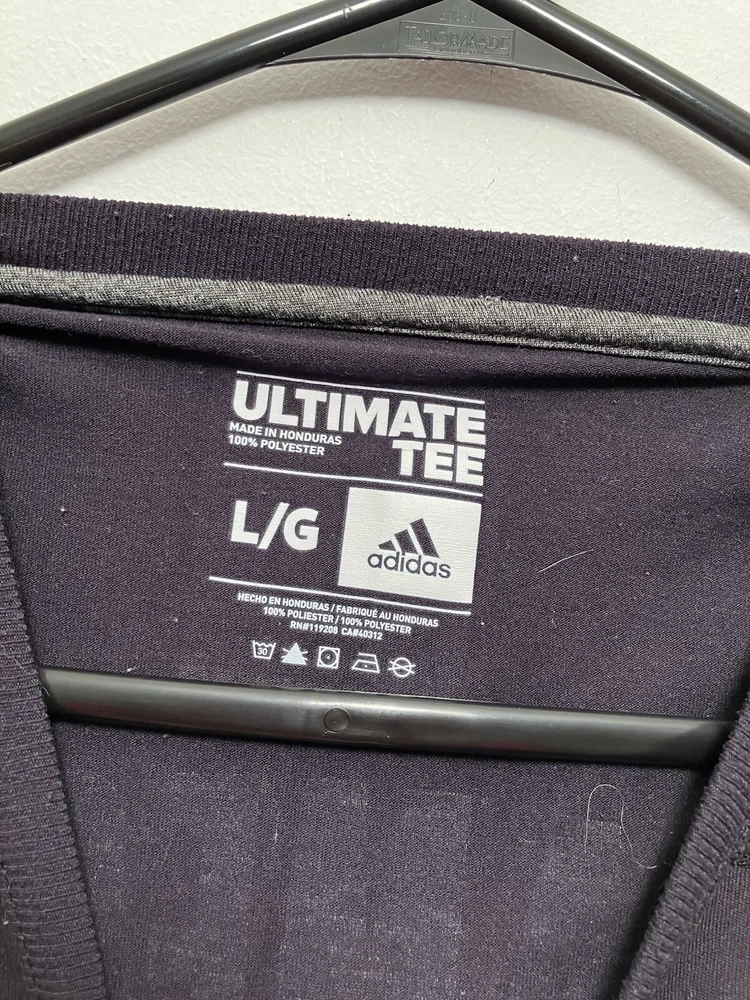 TAILORMADE
ULTIMATE
MADE IN HONDURAS
100% POLYESTER
TEE
L/G
adidas
HECHO EN HONDURAS / FABRIQUÉ AU HONDURAS
100% POLIESTER / 100% POLYESTER
RN#119208 CA#40312
30